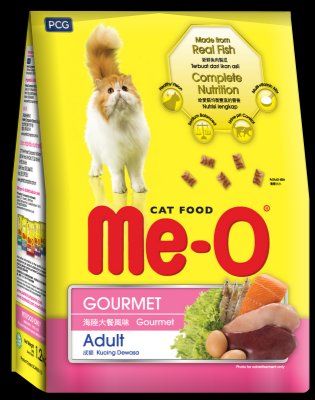 PCG
Made from
Real Fish
Terbuat dari ikan asli
Complete
Nutrition
Nutrisi lengkap
CAT FOOD
Me-O®
GOURMET
海陸大餐風味 Gourmet
Adult
成貓 Kucing Dewasa
Photo for advertisement only